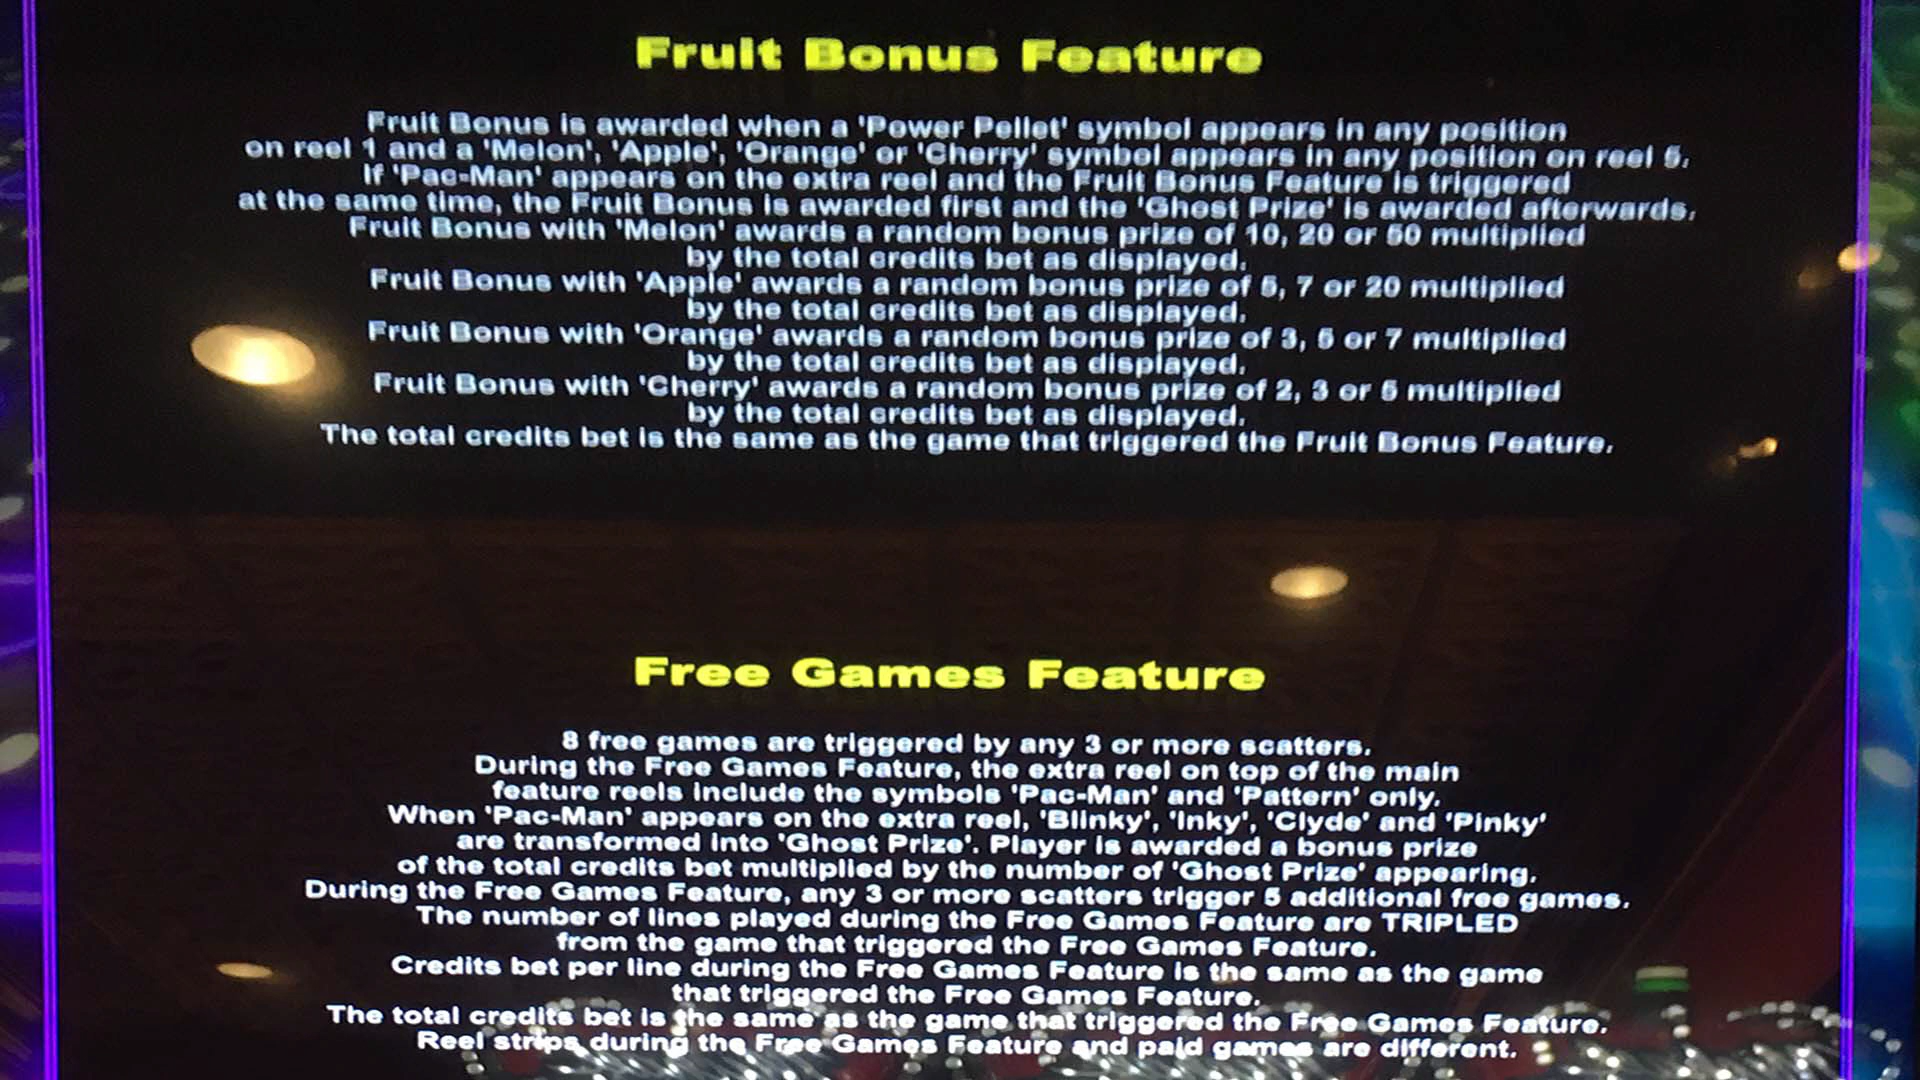 Fruit Bonus Feature
Fruit Bonus is awarded when a 'Power Pellet' symbol appears in any position
on reel 1 and a 'Melon', 'Apple', 'Orange' or 'Cherry' symbol appears in any position on reel 5.
If 'Pac-Man' appears on the extra reel and the Fruit Bonus Feature is triggered
at the same time, the Fruit Bonus is awarded first and the 'Ghost Prize' is awarded afterwards.
Fruit Bonus with 'Melon' awards a random bonus prize of 10, 20 or 50 multiplied
by the total credits bet as displayed.
Fruit Bonus with 'Apple' awards a random bonus prize of 5, 7 or 20 multiplied
by the total credits bet as displayed.
Fruit Bonus with 'Orange' awards a random bonus prize of 3, 5 or 7 multiplied
by the total credits bet as displayed.
Fruit Bonus with 'Cherry' awards a random bonus prize of 2, 3 or 5 multiplied
by the total credits bet as displayed.
The total credits bet is the same as the game that triggered the Fruit Bonus Feature.
Free Games Feature
8 free games are triggered by any 3 or more scatters.
During the Free Games Feature, the extra reel on top of the main
feature reels include the symbols 'Pac-Man' and 'Pattern' only.
When 'Pac-Man' appears on the extra reel, 'Blinky', 'Inky', 'Clyde' and 'Pinky'
are transformed into 'Ghost Prize'. Player is awarded a bonus prize
of the total credits bet multiplied by the number of 'Ghost Prize' appearing.
During the Free Games Feature, any 3 or more scatters trigger 5 additional free games.
The number of lines played during the Free Games Feature are TRIPLED
from the game that triggered the Free Games Feature.
Credits bet per line during the Free Games Feature is the same as the game
that triggered the Free Games Feature.
The total credits bet is the same as the game that triggered the Free Games Feature.
Reel strips during the Free Games Feature and paid games are different.